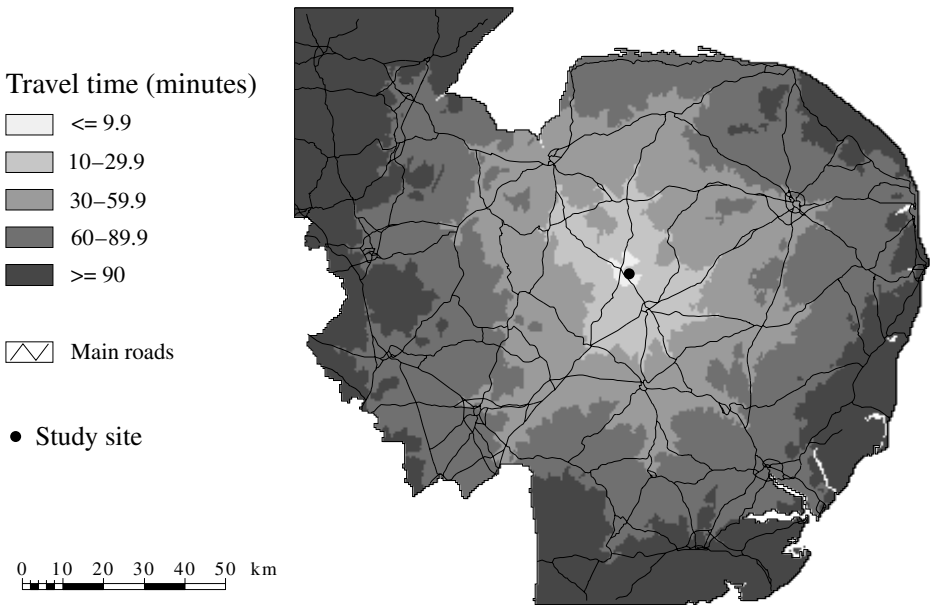 Travel time (minutes)
<= 9.9
10–29.9
30–59.9
60–89.9
>= 90
Main roads
Study site
0 10 20 30 40 50 km